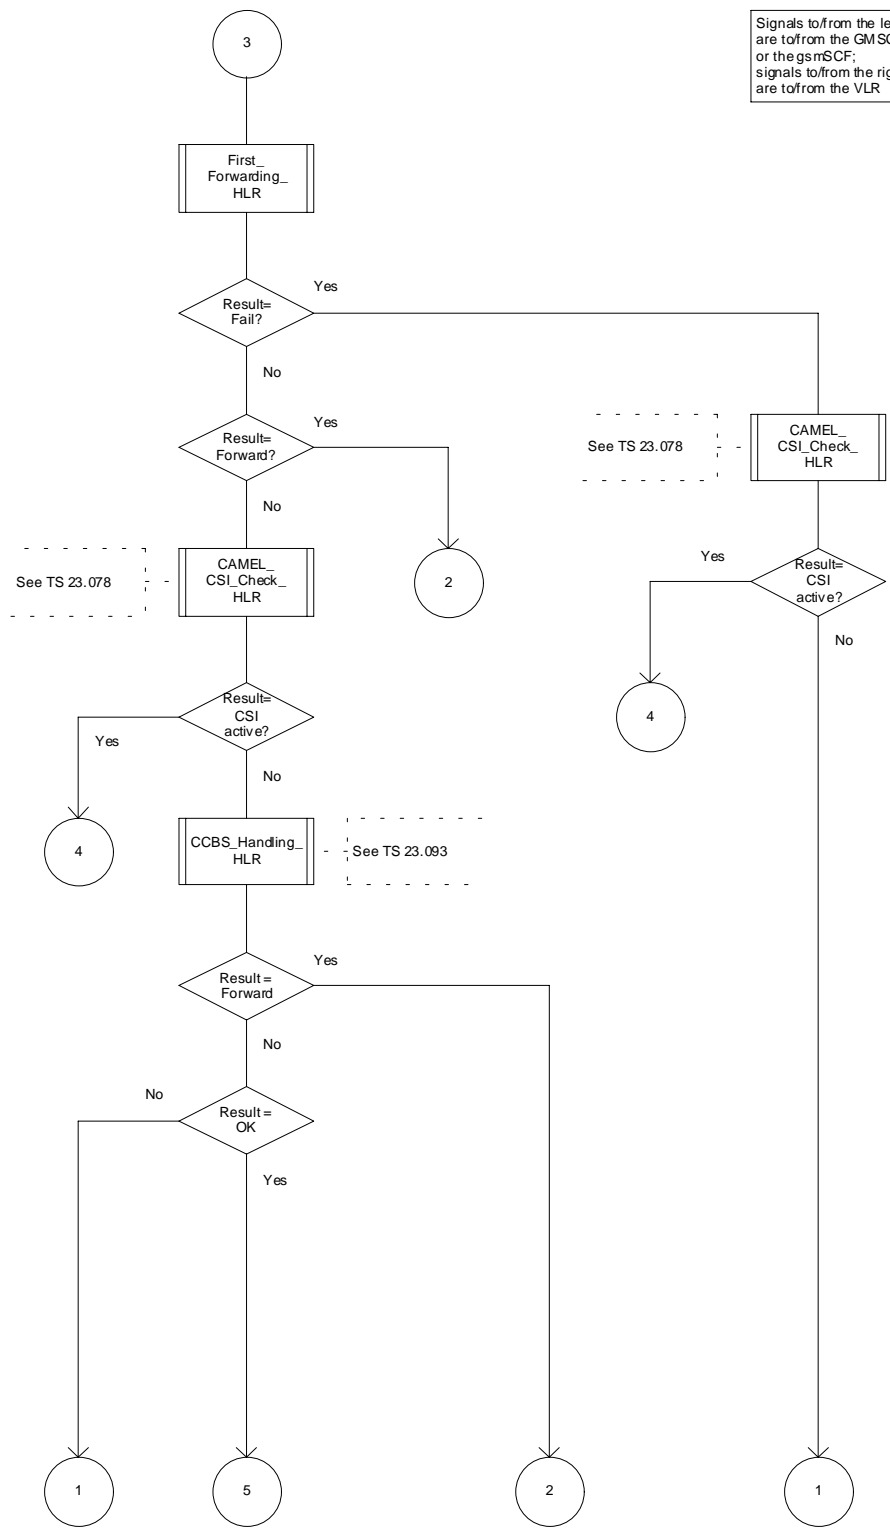 3
Signals to/from the le
are to/from the GMSC
or the gsmSCF;
signals to/from the rig
are to/from the VLR
First_
Forwarding_
HLR
Result=
Fail?
Yes
No
Result=
Forward?
Yes
No
See TS 23.078
CAMEL_
CSI_Check_
HLR
See TS 23.078
CAMEL_
CSI_Check_
HLR
2
Yes
Result=
CSI
active?
No
4
Result=
CSI
active?
Yes
No
4
CCBS_Handling_
HLR
See TS 23.093
Result =
Forward
Yes
No
No
Result =
OK
Yes
1
5
2
1